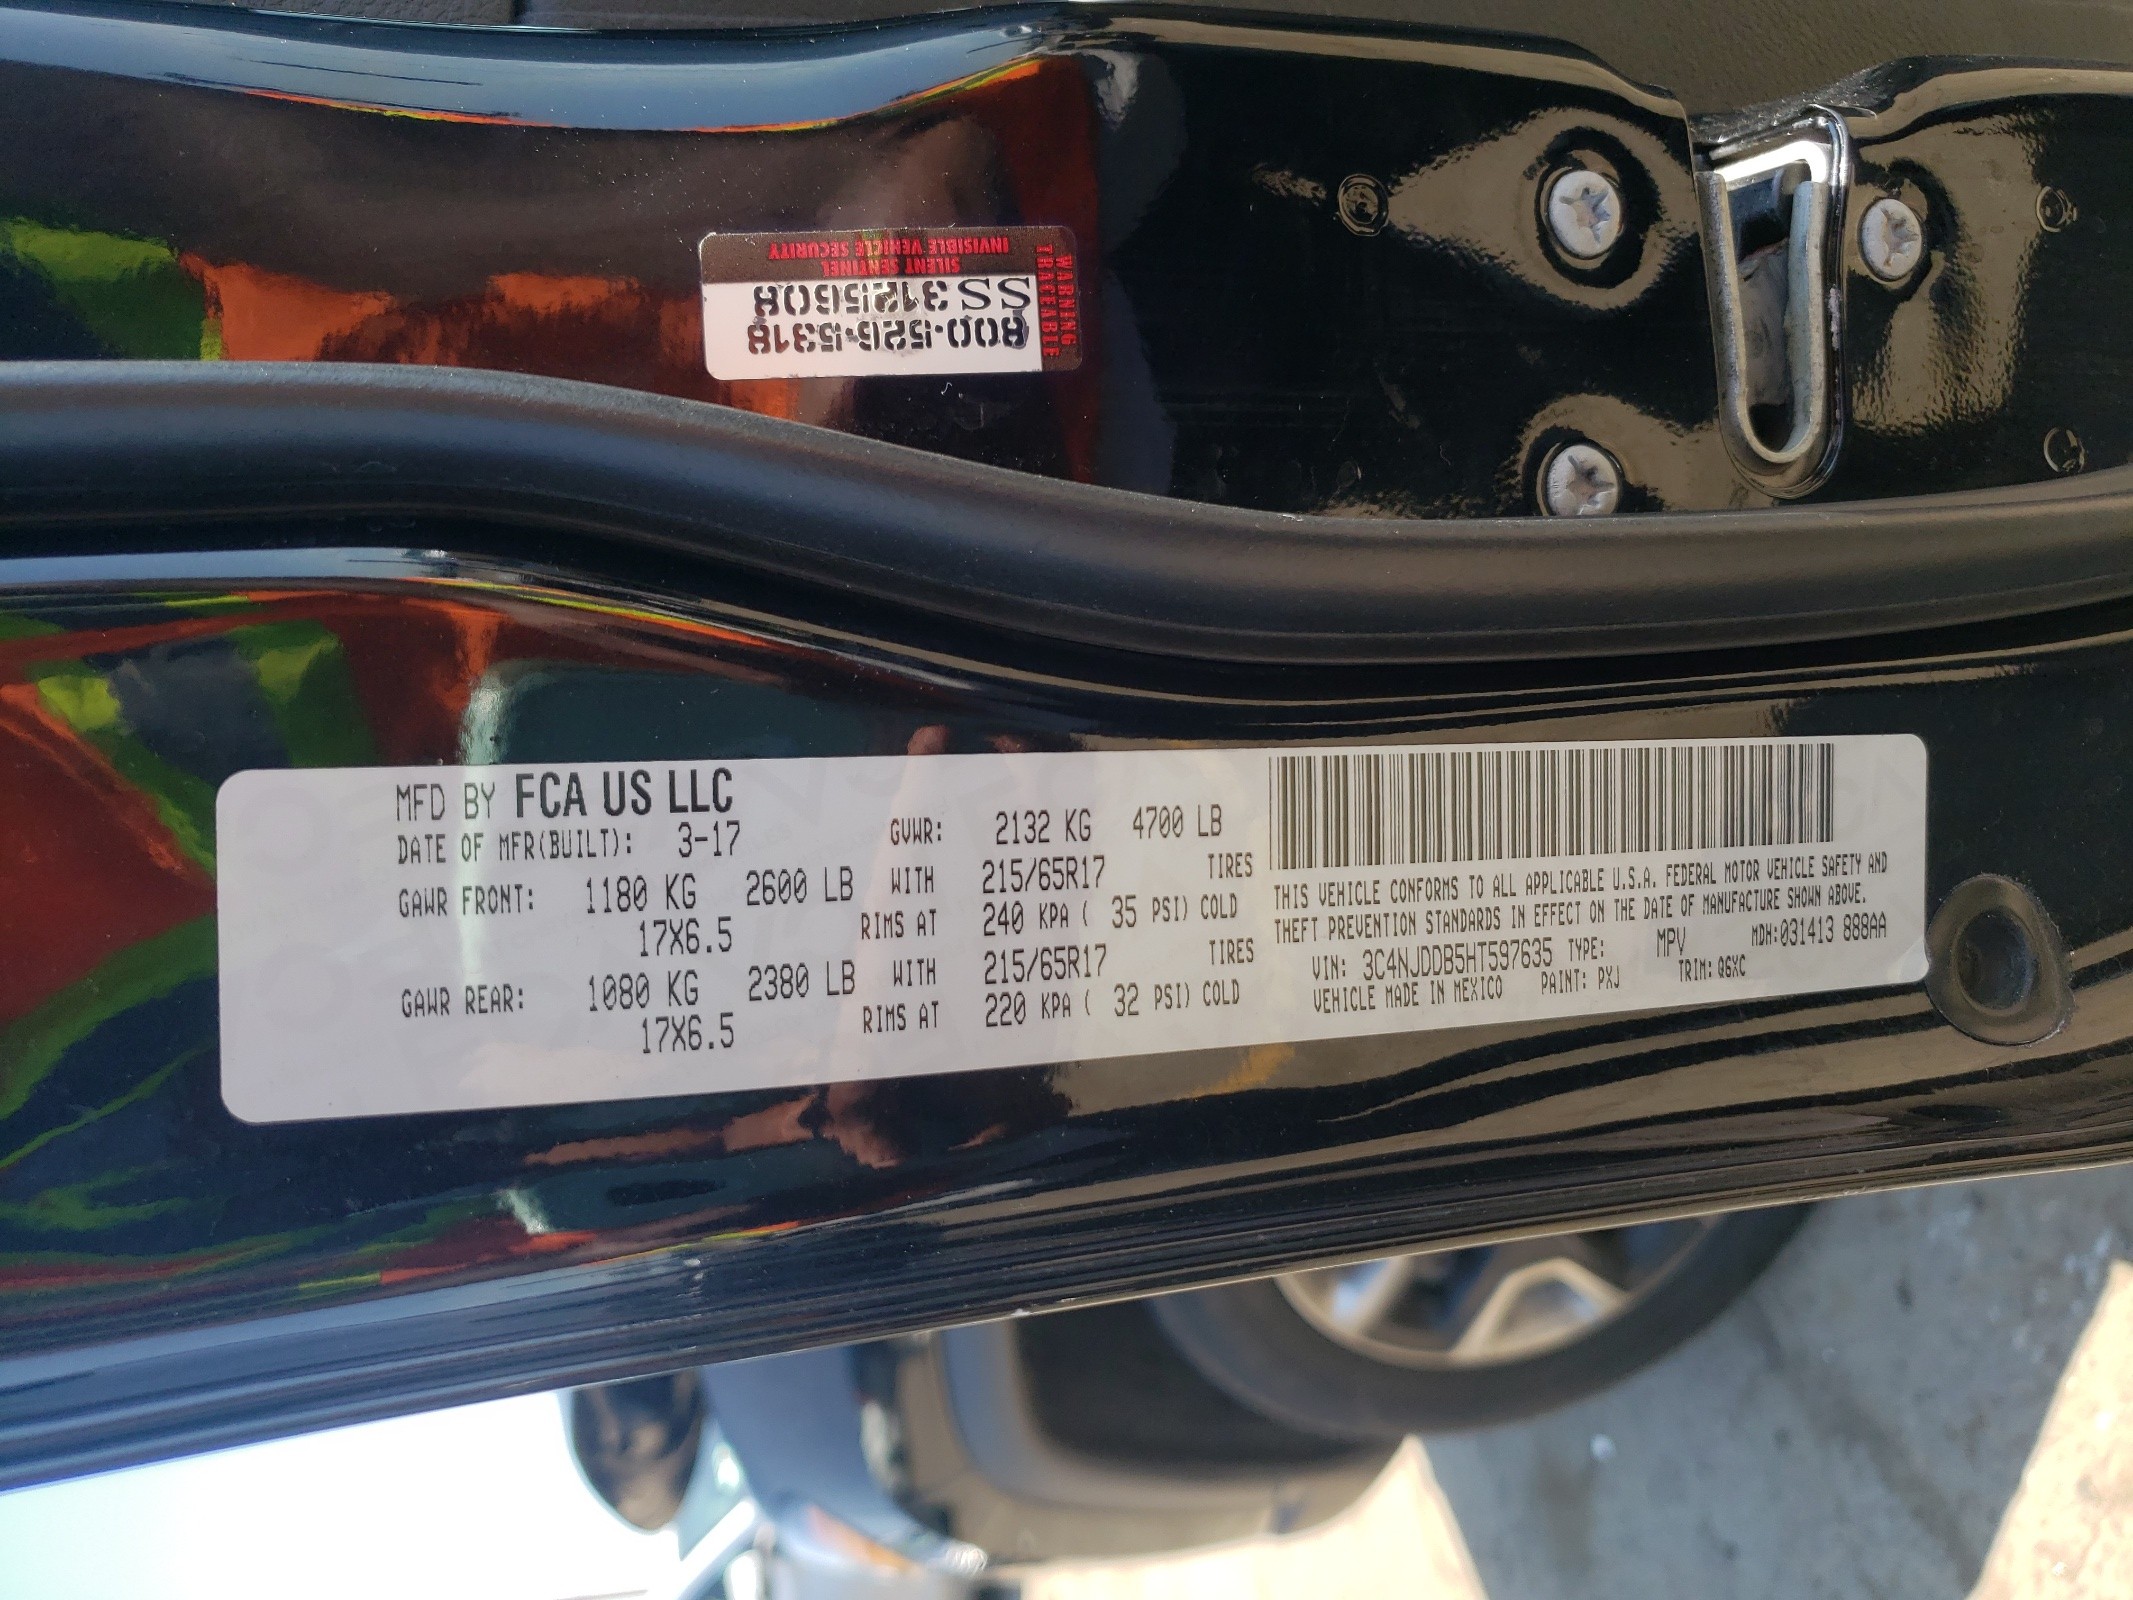 WARNING
TRACEABLE
800-526-5318
SS 3125608
SILENT SENTINEL
INVISIBLE VEHICLE SECURITY
MFD BY FCA US LLC
DATE OF MFR(BUILT): 3-17 GVWR: 2132 KG 4700 LB
GAWR FRONT: 1180 KG 2600 LB WITH 215/65R17 TIRES
17X6.5 RIMS AT 240 KPA ( 35 PSI) COLD
GAWR REAR: 1080 KG 2380 LB WITH 215/65R17 TIRES
17X6.5 RIMS AT 220 KPA ( 32 PSI) COLD
THIS VEHICLE CONFORMS TO ALL APPLICABLE U.S.A. FEDERAL MOTOR VEHICLE SAFETY AND
THEFT PREVENTION STANDARDS IN EFFECT ON THE DATE OF MANUFACTURE SHOWN ABOVE.
VIN: 3C4NJDDB5HT597635 TYPE: MPV MDH:031413 888AA
VEHICLE MADE IN MEXICO PAINT: PXJ TRIM: Q6XC